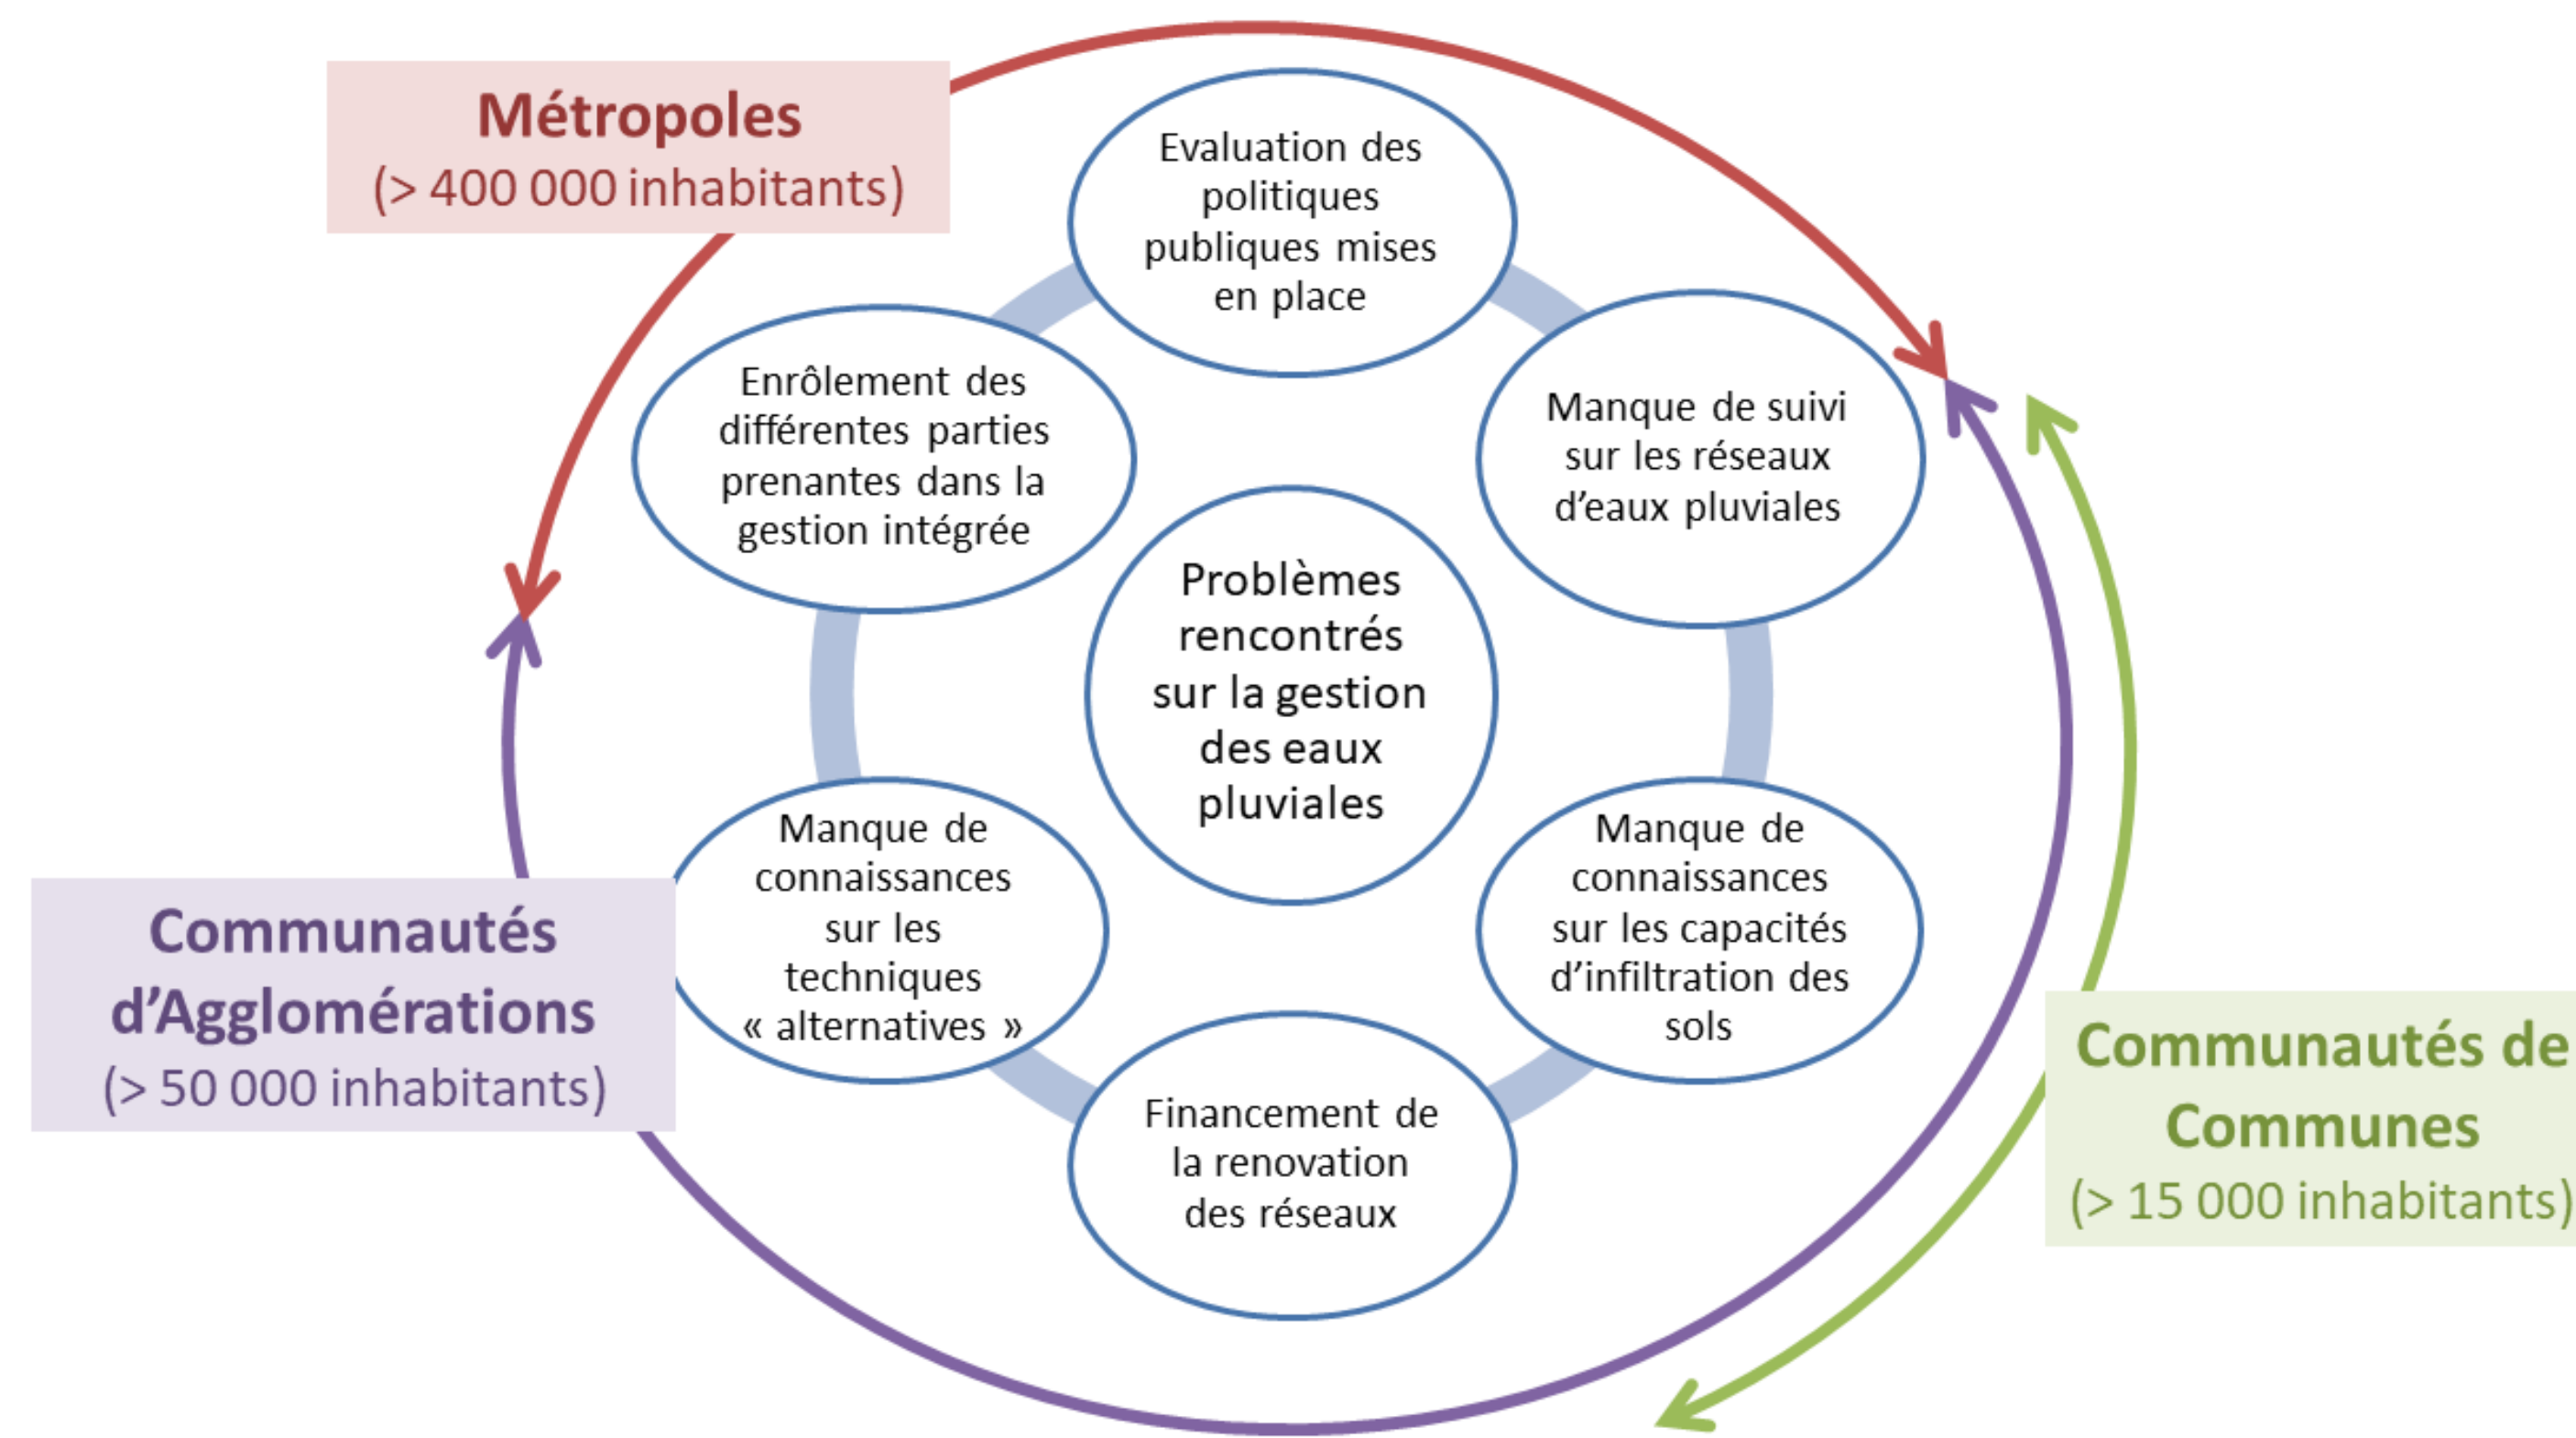 Métropoles
(> 400 000 inhabitants)
Evaluation des
politiques
publiques mises
en place
Enrôlement des
différentes parties
prenantes dans la
gestion intégrée
Manque de suivi
sur les réseaux
d’eaux pluviales
Problèmes
rencontrés
sur la gestion
des eaux
pluviales
Manque de
connaissances
sur les
techniques
« alternatives »
Manque de
connaissances
sur les capacités
d’infiltration des
sols
Communautés
d’Agglomérations
(> 50 000 inhabitants)
Financement de
la renovation
des réseaux
Communautés de
Communes
(> 15 000 inhabitants)